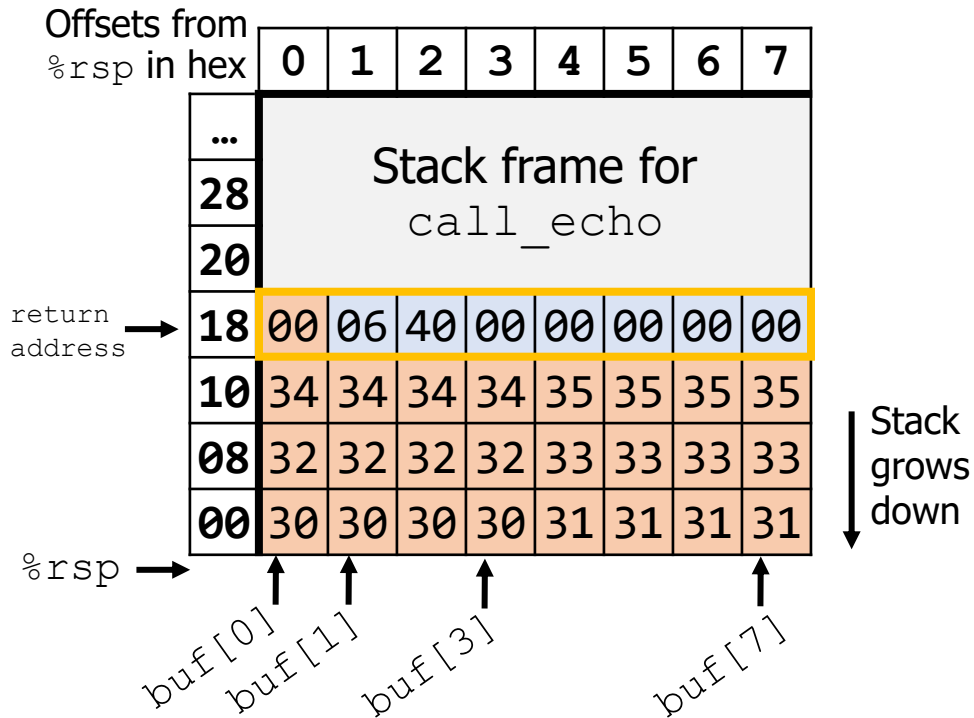 Offsets from
%rsp in hex 0 1 2 3 4 5 6 7
…
28
20
Stack frame for
call_echo
return
address
18 00 06 40 00 00 00 00 00
10 34 34 34 34 35 35 35 35
08 32 32 32 32 33 33 33 33
00 30 30 30 30 31 31 31 31
Stack
grows
down
%rsp
buf[0]
buf[1]
buf[3]
buf[7]